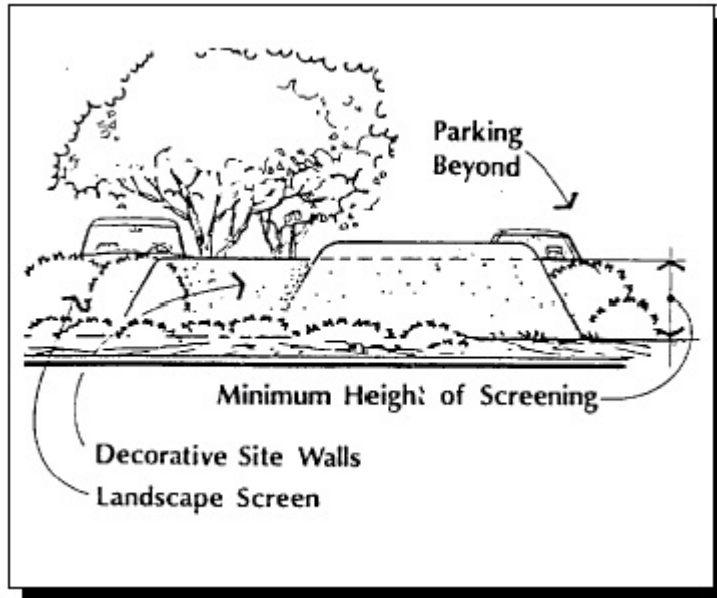 Parking
Beyond
Minimum Height of Screening
Decorative Site Walls
Landscape Screen